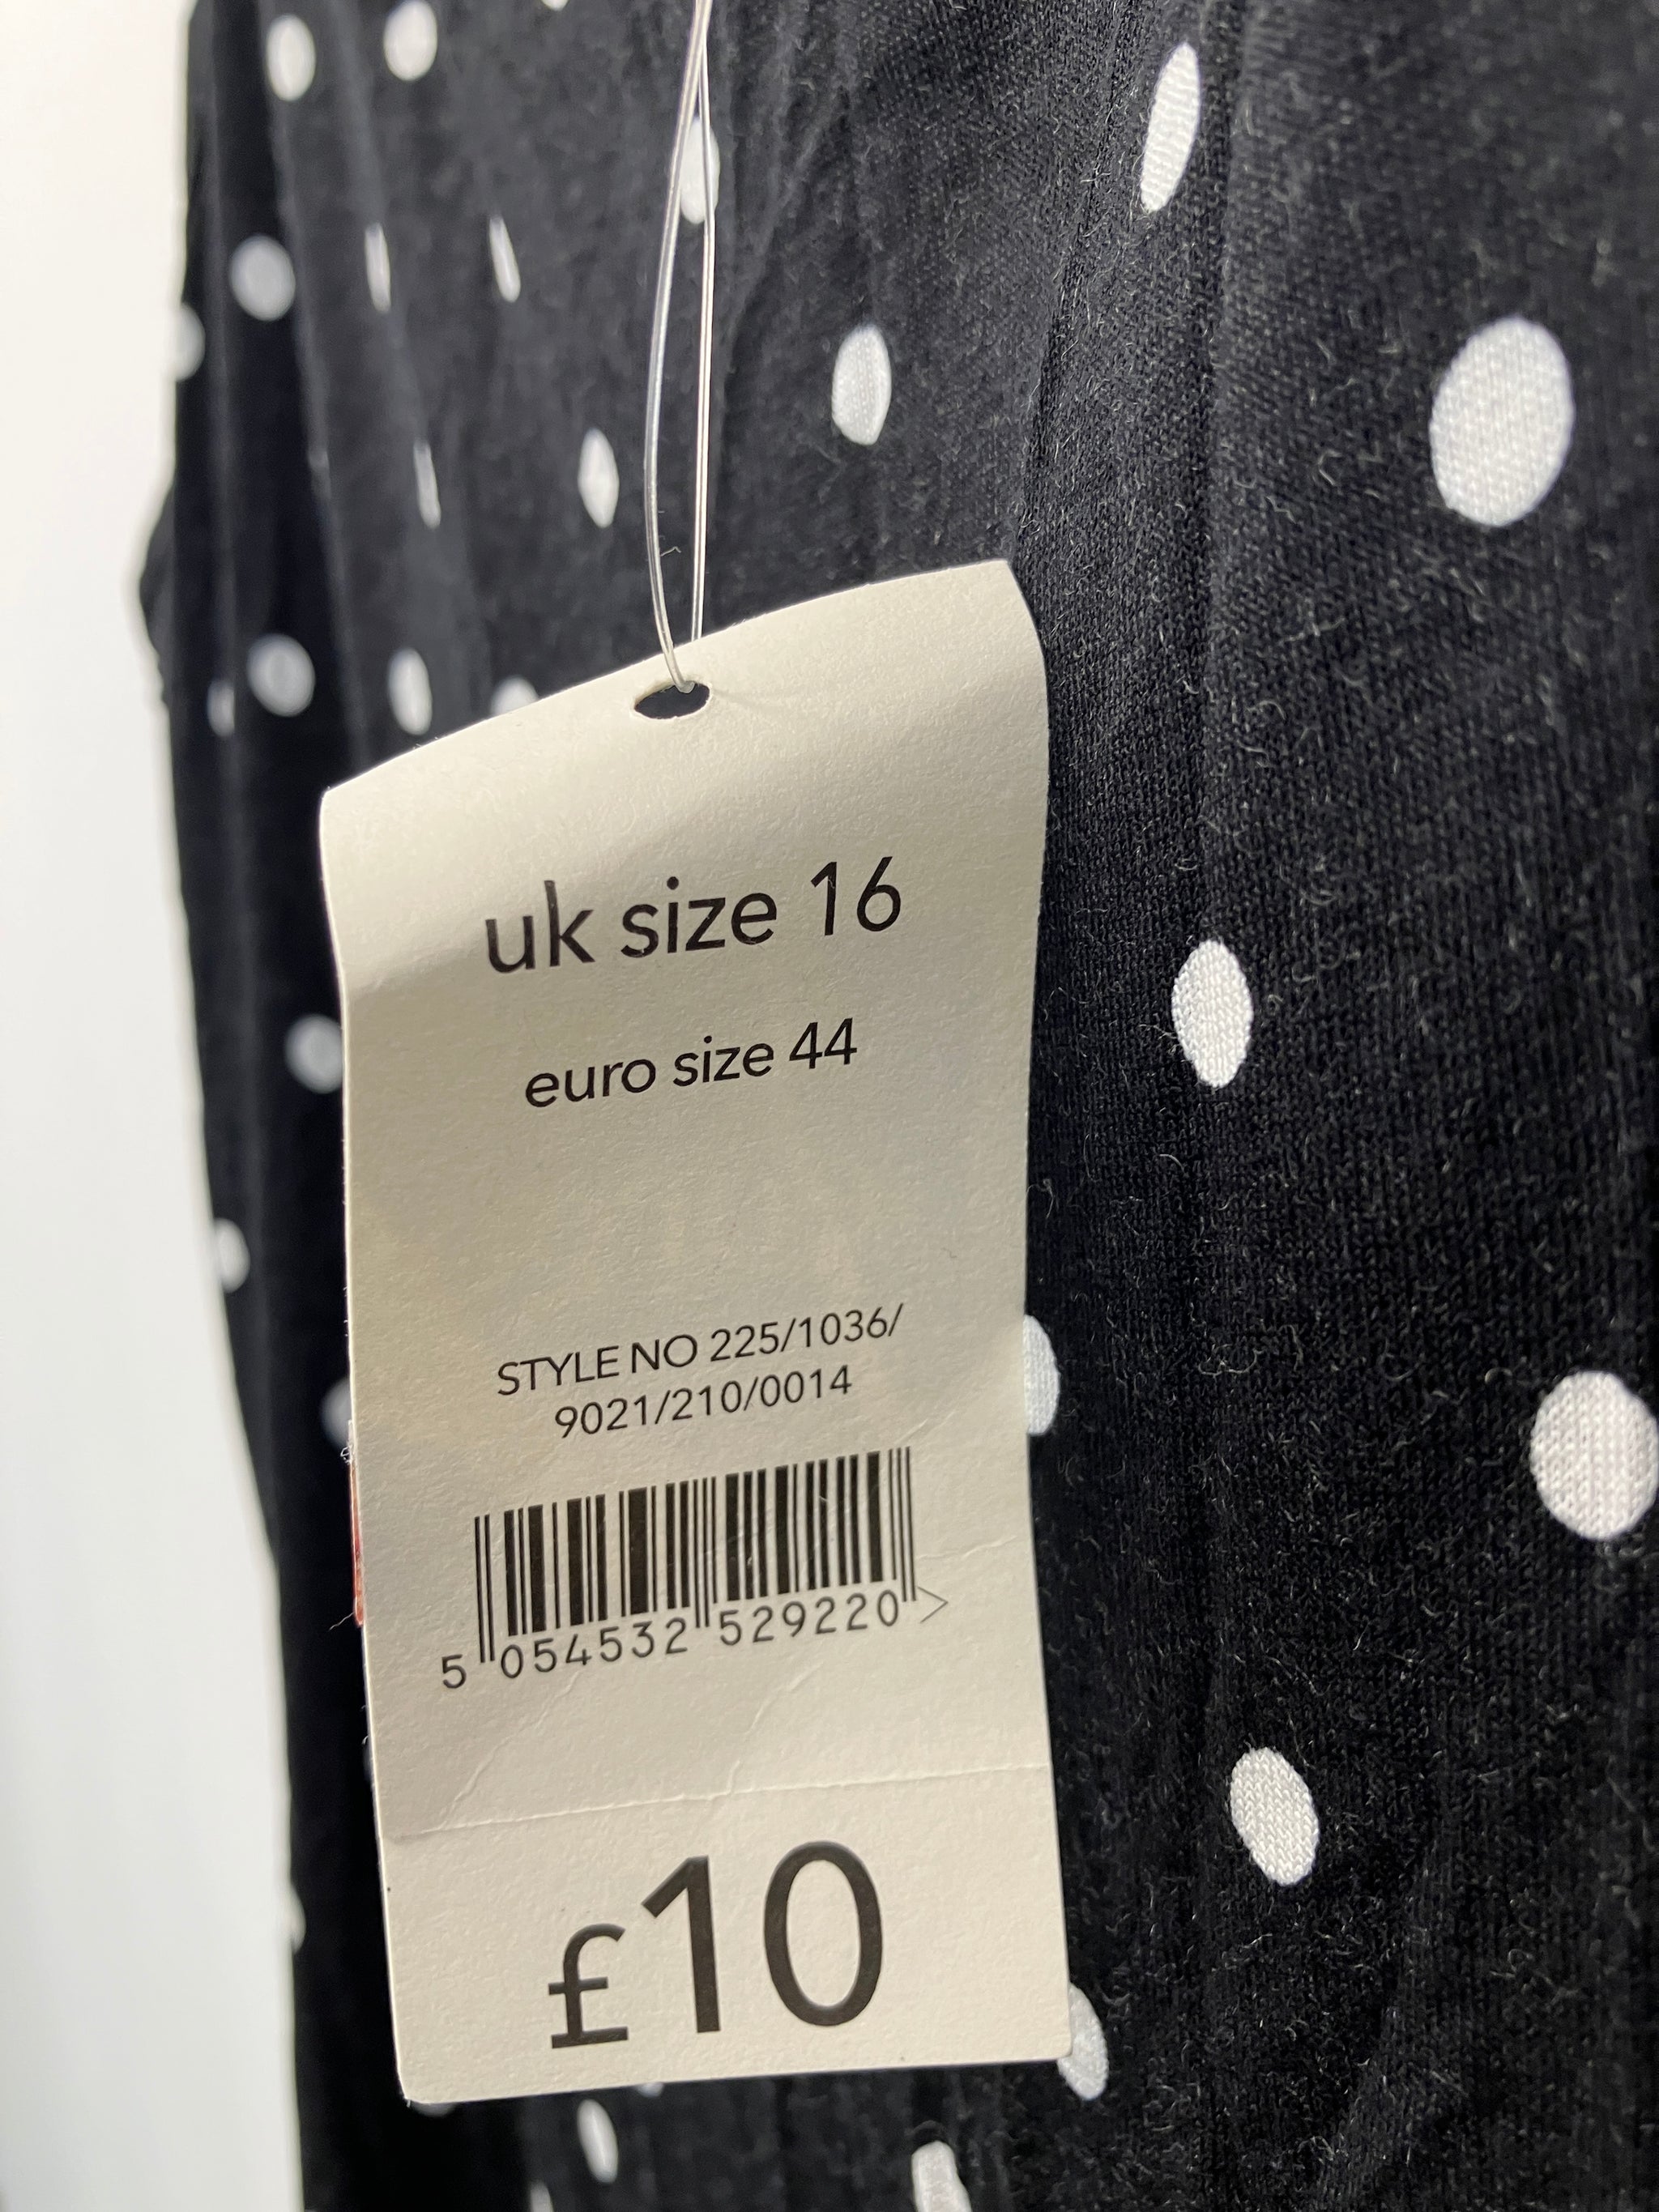 uk size 16
euro size 44
STYLE NO 225/1036/
9021/210/0014
5 054532 529220 >
£10